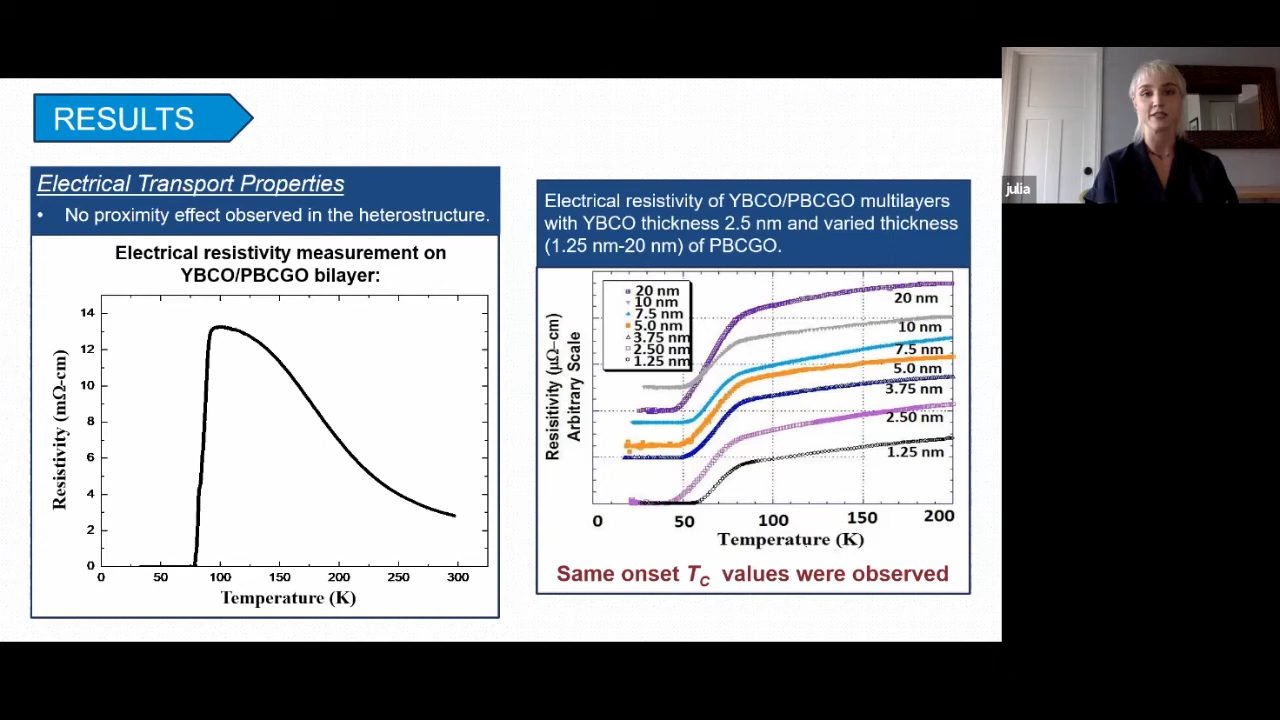 RESULTS
Electrical Transport Properties
• No proximity effect observed in the heterostructure.
Electrical resistivity measurement on
YBCO/PBCGO bilayer:
Resistivity (mΩ-cm)
14
12
10
8
6
4
2
0
0 50 100 150 200 250 300
Temperature (K)
Electrical resistivity of YBCO/PBCGO multilayers
with YBCO thickness 2.5 nm and varied thickness
(1.25 nm-20 nm) of PBCGO.
Resisitivity (μΩ–cm)
Arbitrary Scale
20 nm
10 nm
7.5 nm
5.0 nm
3.75 nm
2.50 nm
1.25 nm
20 nm
10 nm
7.5 nm
5.0 nm
3.75 nm
2.50 nm
1.25 nm
0 50 100 150 200
Temperature (K)
Same onset TC values were observed
julia